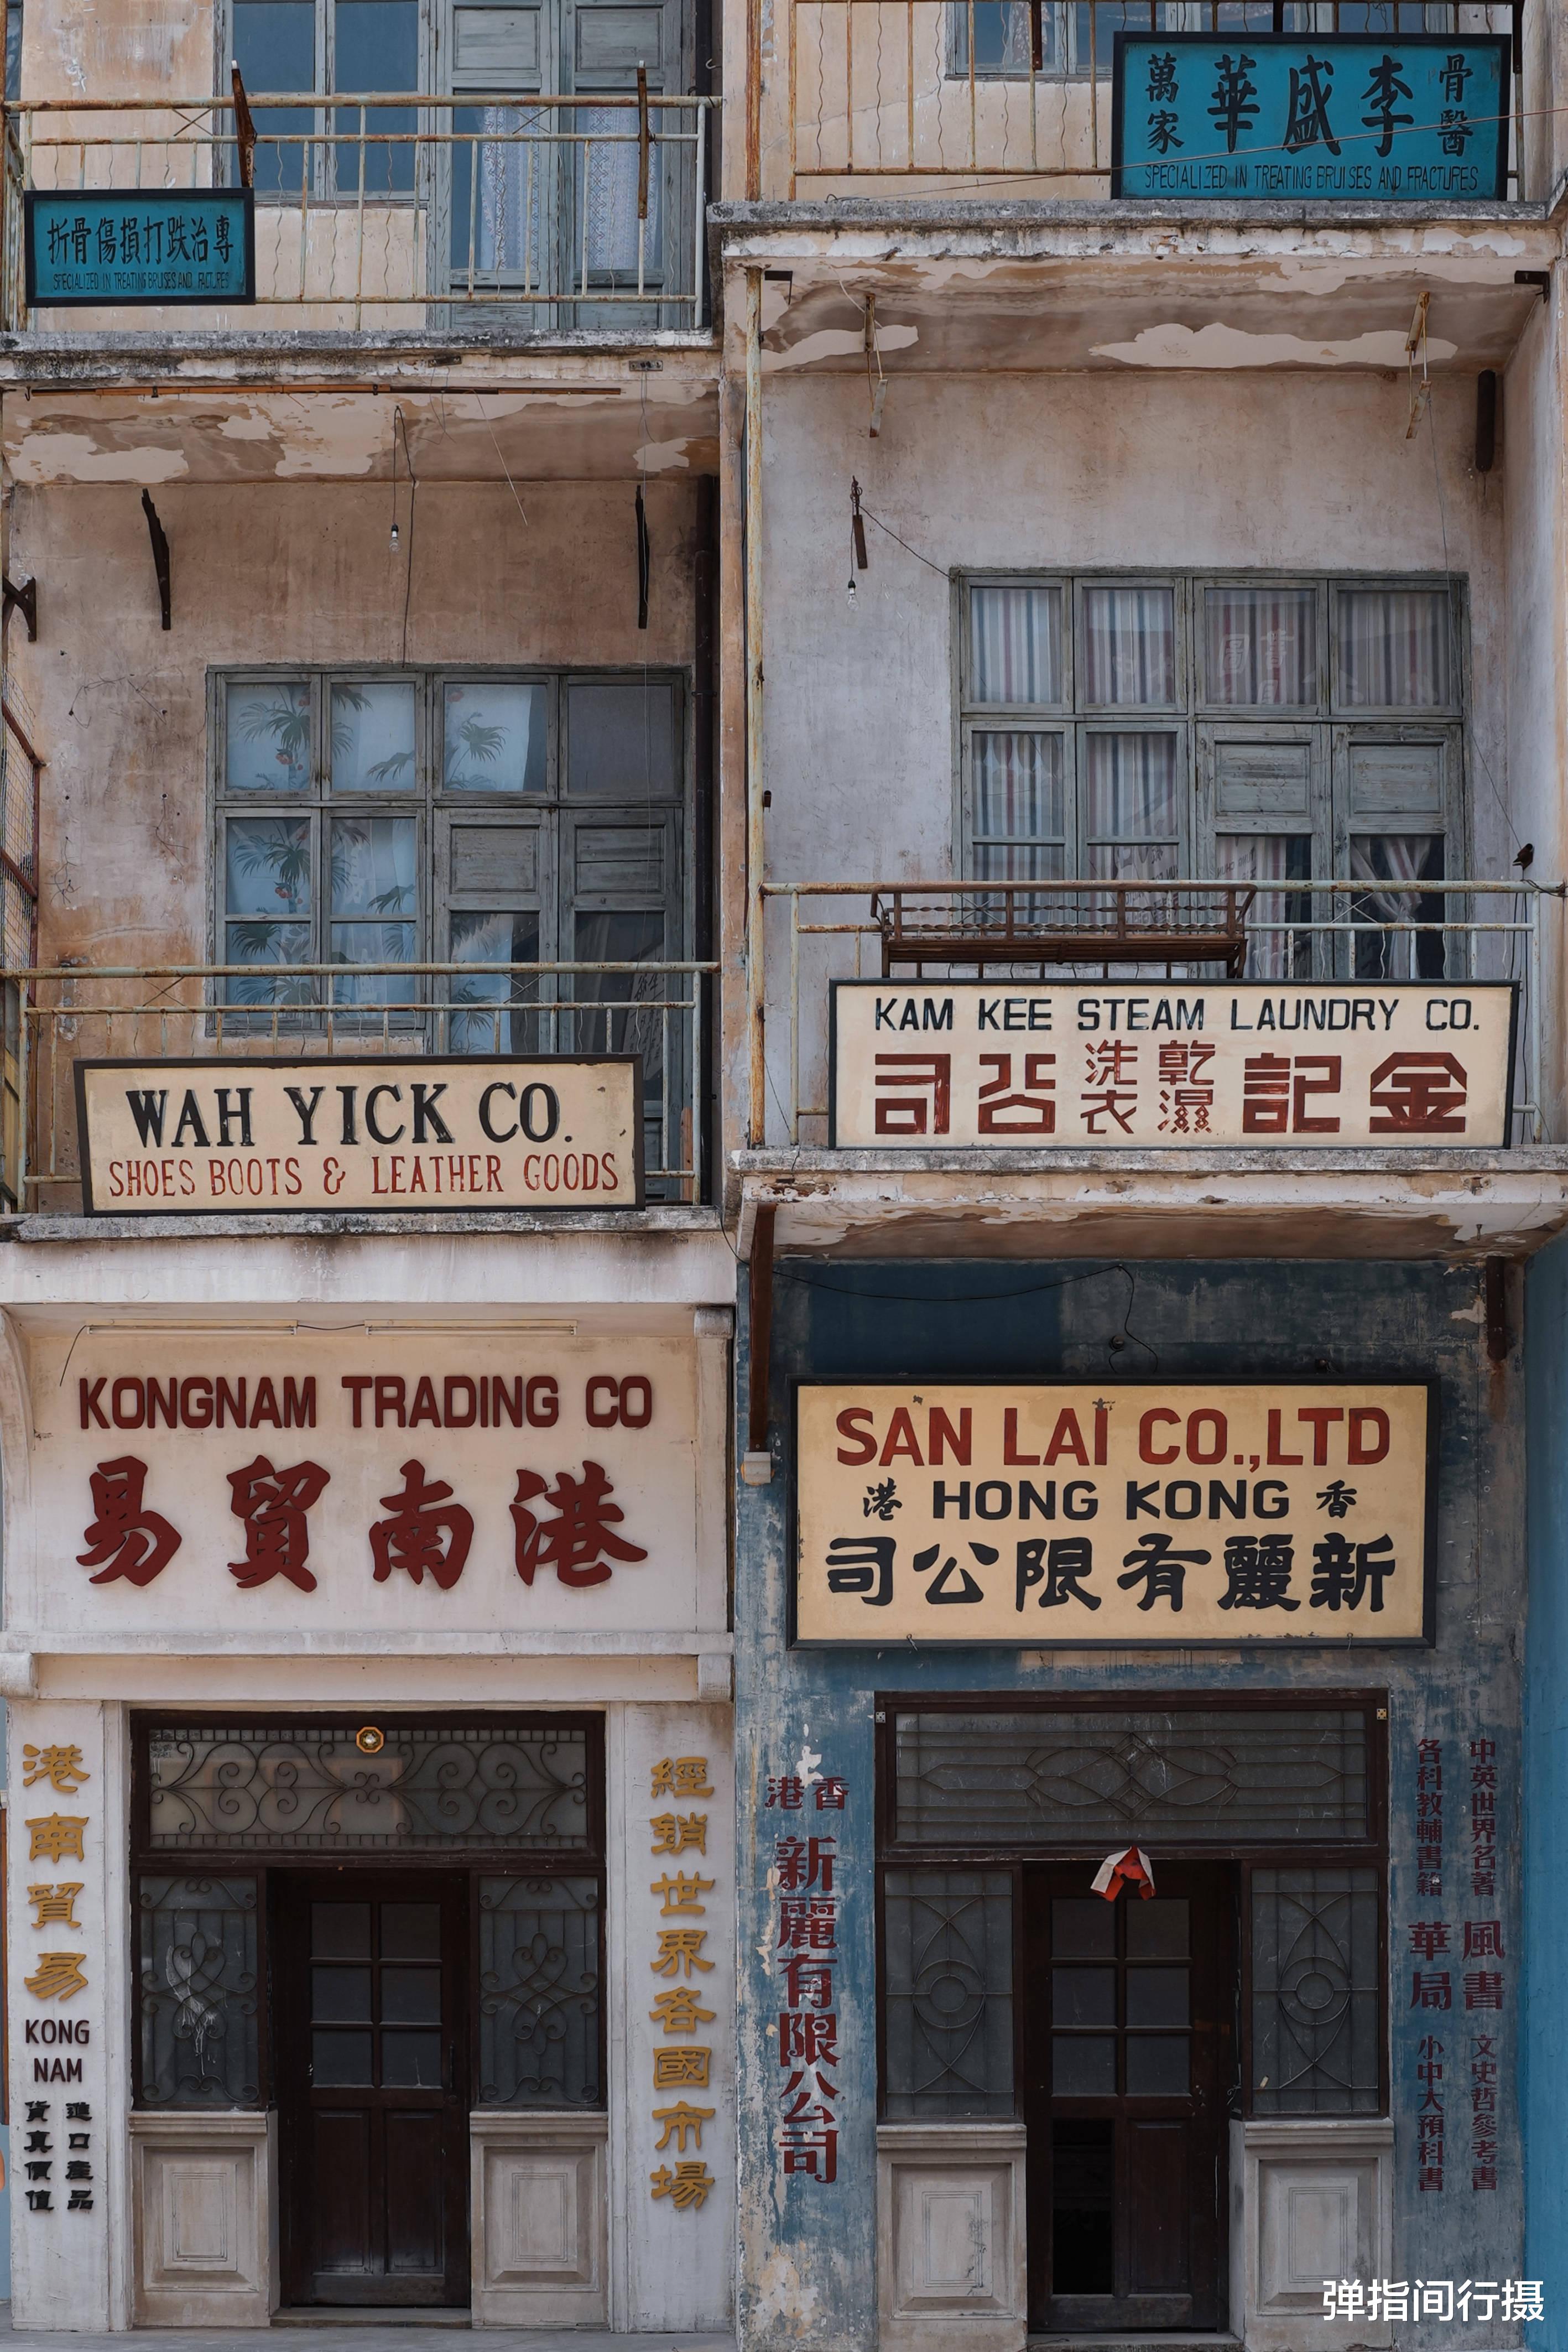 骨醫
李盛華
萬家
SPECIALIZED IN TREATING BRUISES AND FRACTURES
專治跌打損傷骨折
SPECIALIZED IN TREATING BRUISES AND FRACTURES
KAM KEE STEAM LAUNDRY CO.
金記乾濕洗衣公司
WAH YICK CO.
SHOES BOOTS & LEATHER GOODS
KONGNAM TRADING CO
港南貿易
SAN LAI CO.,LTD
香 HONG KONG 港
新麗有限公司
港南貿易
KONG
NAM
進口產品
貨真價值
經銷世界各國市場
香港
新麗有限公司
中英世界名著
各科教輔書籍
風書
華局
文史哲參考書
小中大預科書
弹指间行摄